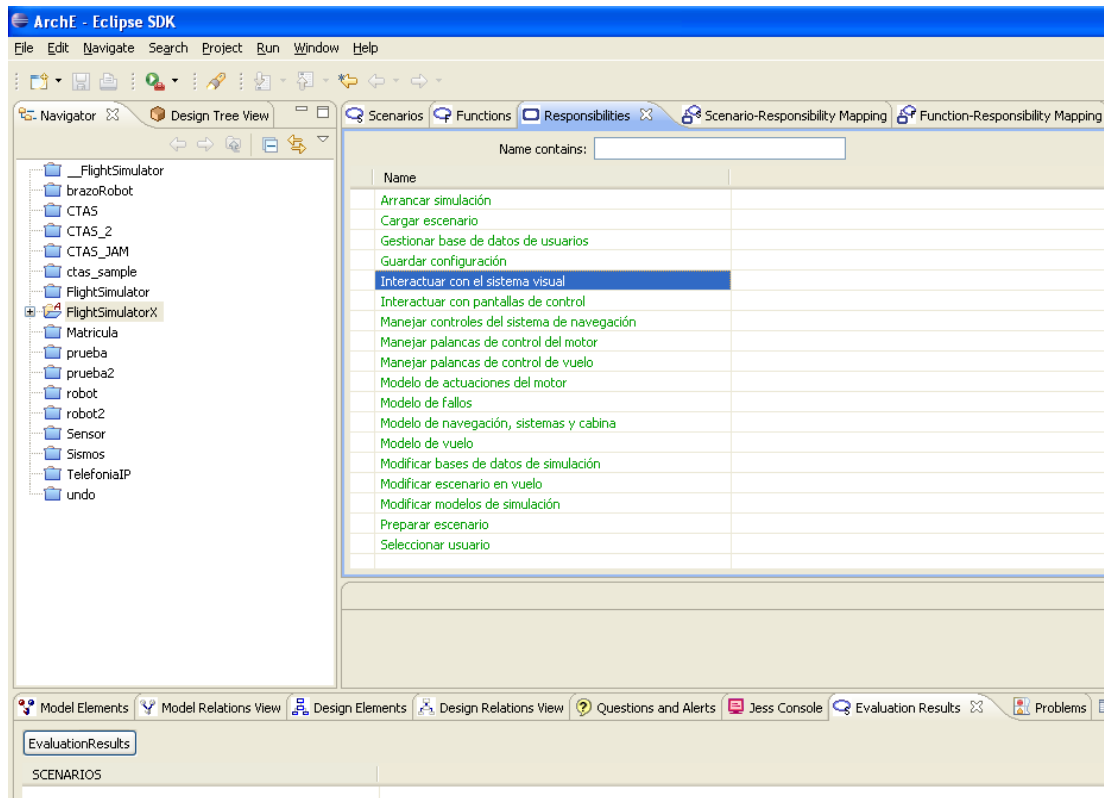 ArchE - Eclipse SDK
File Edit Navigate Search Project Run Window Help
Navigator Design Tree View
Scenarios Functions Responsibilities Scenario-Responsibility Mapping Function-Responsibility Mapping
Name contains:
__FlightSimulator
brazoRobot
CTAS
CTAS_2
CTAS_JAM
ctas_sample
FlightSimulator
FlightSimulatorX
Matricula
prueba
prueba2
robot
robot2
Sensor
Sismos
TelefoniaIP
undo
Name
Arrancar simulación
Cargar escenario
Gestionar base de datos de usuarios
Guardar configuración
Interactuar con el sistema visual
Interactuar con pantallas de control
Manejar controles del sistema de navegación
Manejar palancas de control del motor
Manejar palancas de control de vuelo
Modelo de actuaciones del motor
Modelo de fallos
Modelo de navegación, sistemas y cabina
Modelo de vuelo
Modificar bases de datos de simulación
Modificar escenario en vuelo
Modificar modelos de simulación
Preparar escenario
Seleccionar usuario
Model Elements Model Relations View Design Elements Design Relations View Questions and Alerts Jess Console Evaluation Results Problems
EvaluationResults
SCENARIOS